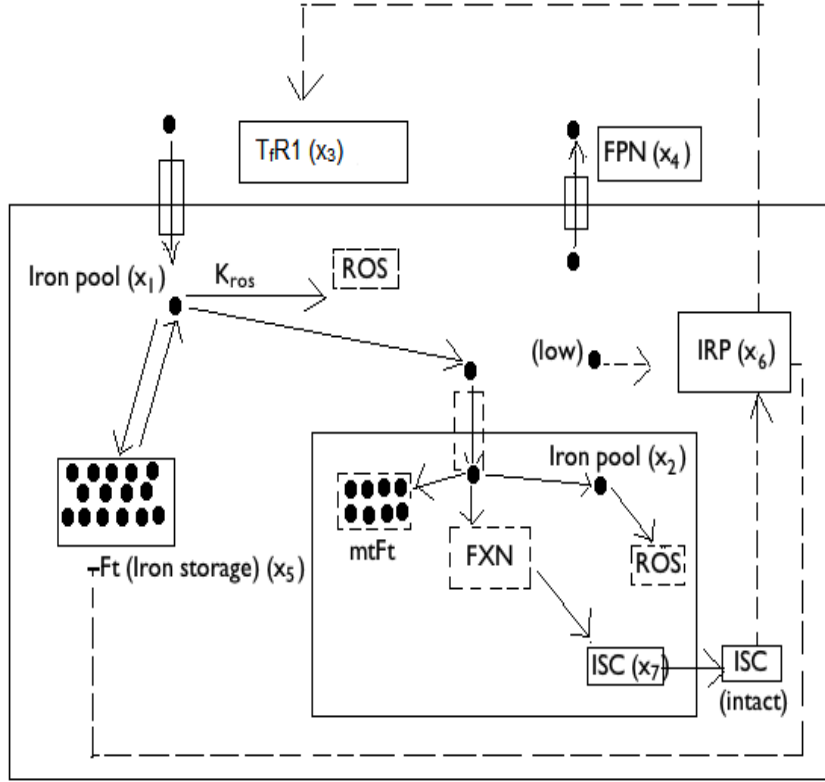 TfR1 (x3)
FPN (x4)
Iron pool (x1)
Kros
ROS
(low)
IRP (x6)
Iron pool (x2)
mtFt
FXN
ROS
Ft (Iron storage) (x5)
ISC (x7)
ISC
(intact)